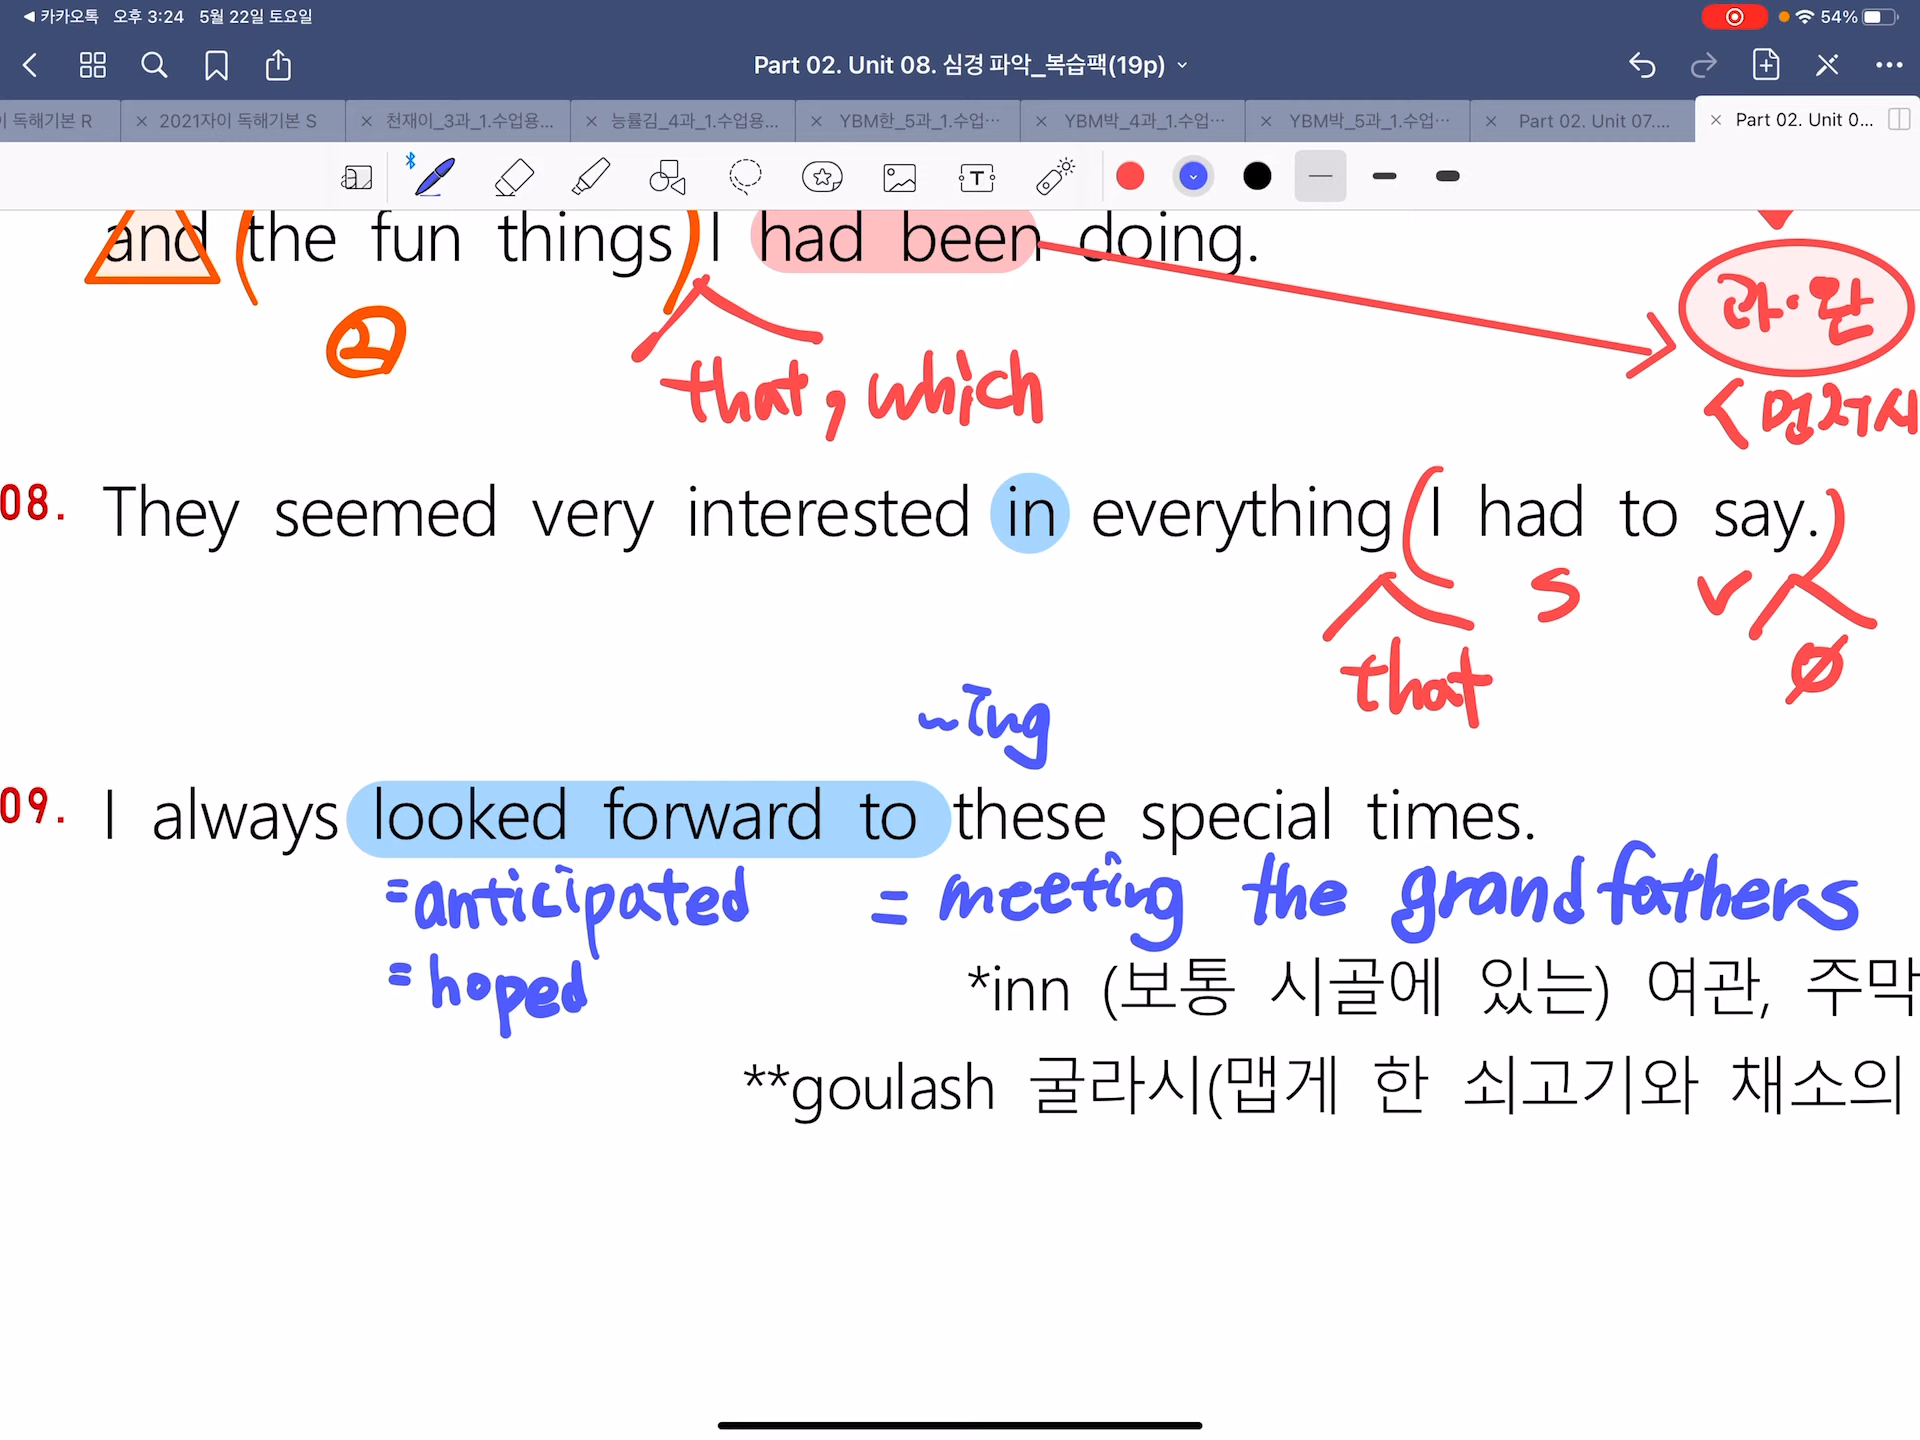 ◀ 카카오톡 오후 3:24 5월 22일 토요일 54%
Part 02. Unit 08. 심경 파악_복습팩(19p)
독해기본 R × 2021자이 독해기본 S × 천재이_3과_1.수업용... × 능률김_4과_1.수업용... × YBM한_5과_1.수업... × YBM박_4과_1.수업... × YBM박_5과_1.수업... × Part 02. Unit 07.... × Part 02. Unit 0...
and (the fun things) I had been doing.
과·완
②
that, which
< 먼저시
08. They seemed very interested in everything (I had to say.)
S V
that ∅
~ing
09. I always looked forward to these special times.
=anticipated = meeting the grandfathers
=hoped
*inn (보통 시골에 있는) 여관, 주막
**goulash 굴라시(맵게 한 쇠고기와 채소의